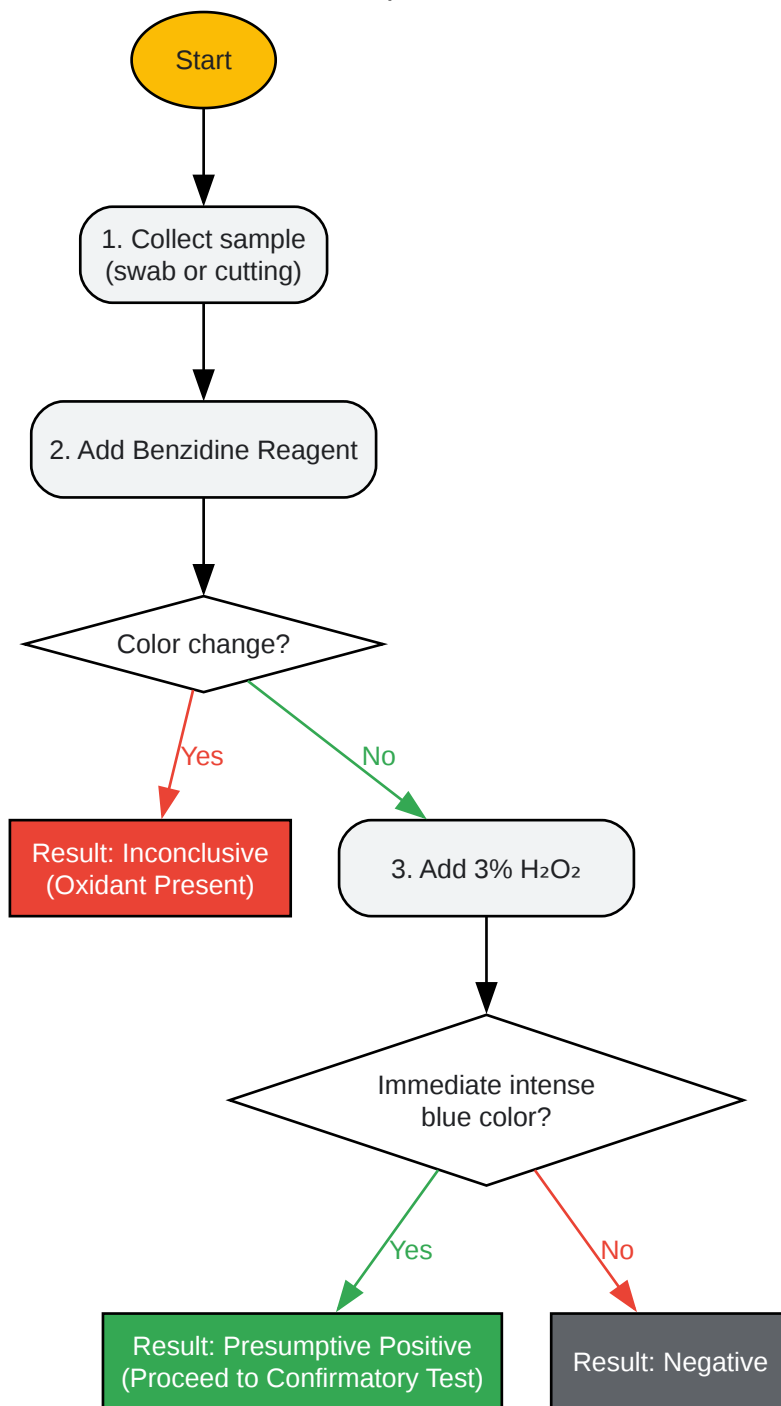 Start
1. Collect sample
(swab or cutting)
2. Add Benzidine Reagent
Color change?
Yes
No
Result: Inconclusive
(Oxidant Present)
3. Add 3% H₂O₂
Immediate intense
blue color?
Yes
No
Result: Presumptive Positive
(Proceed to Confirmatory Test)
Result: Negative